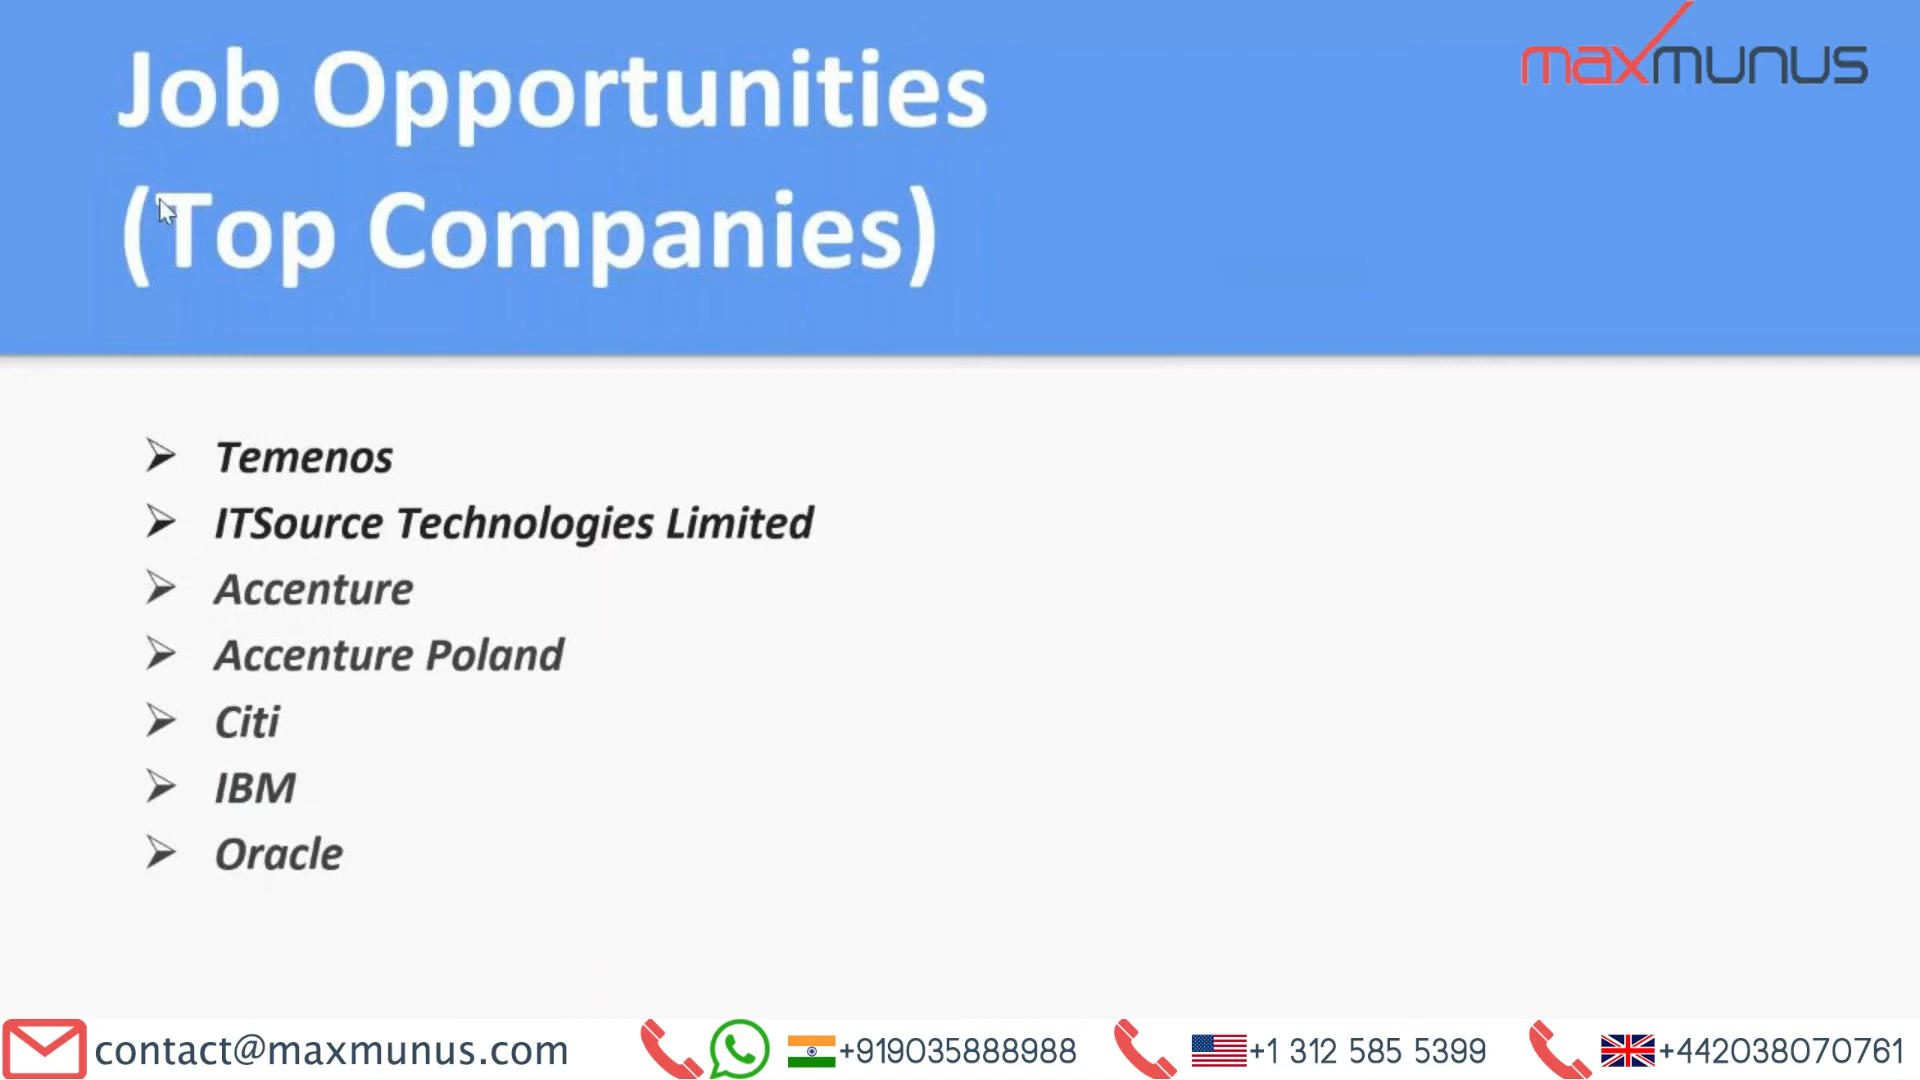 maxmunus
Job Opportunities
(Top Companies)
Temenos
ITSource Technologies Limited
Accenture
Accenture Poland
Citi
IBM
Oracle
contact@maxmunus.com
+919035888988
+1 312 585 5399
+442038070761